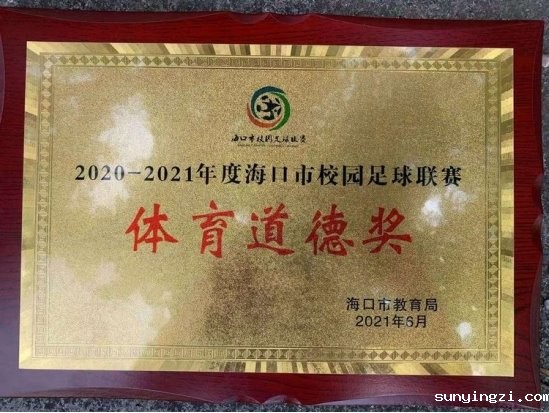 海口市校园足球联赛
2020-2021年度海口市校园足球联赛
体育道德奖
海口市教育局
2021年6月
www.sunyingzi.com